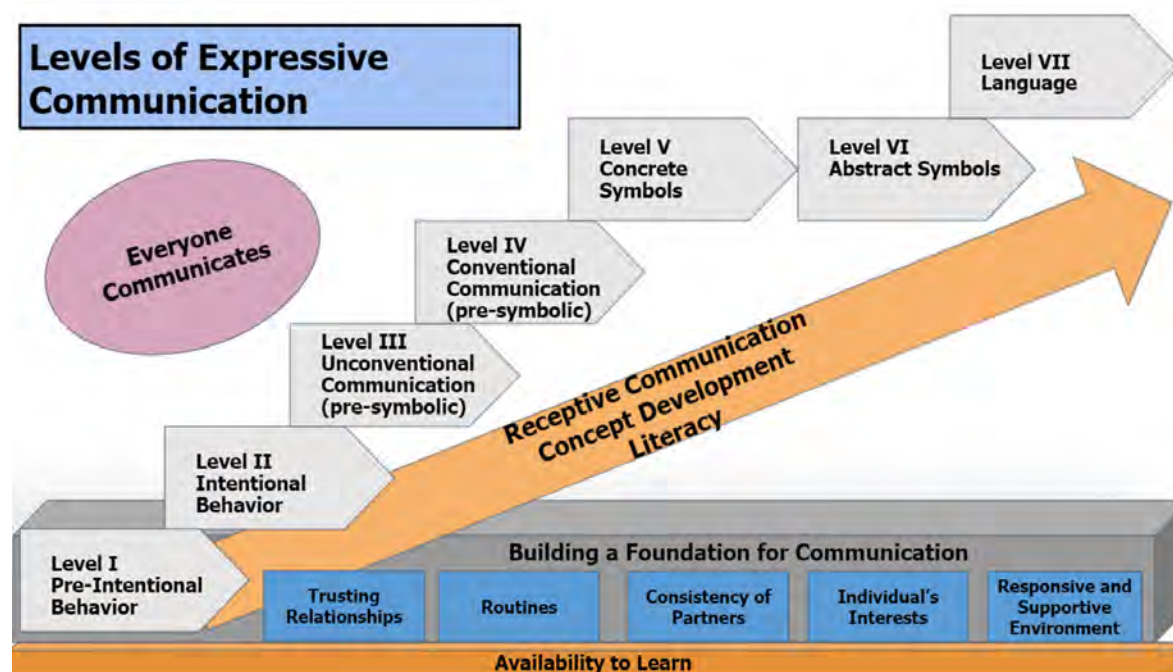 Levels of Expressive
Communication
Level VII
Language
Level V
Concrete
Symbols
Level VI
Abstract Symbols
Everyone
Communicates
Level IV
Conventional
Communication
(pre-symbolic)
Level III
Unconventional
Communication
(pre-symbolic)
Receptive Communication
Concept Development
Literacy
Level II
Intentional
Behavior
Level I
Pre-Intentional
Behavior
Building a Foundation for Communication
Trusting
Relationships
Routines
Consistency of
Partners
Individual's
Interests
Responsive and
Supportive
Environment
Availability to Learn